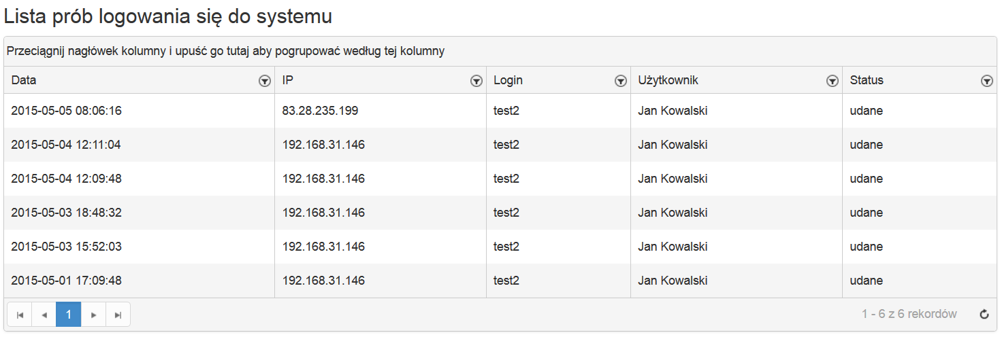 Lista prób logowania się do systemu
Przeciągnij nagłówek kolumny i upuść go tutaj aby pogrupować według tej kolumny
Data IP Login Użytkownik Status
2015-05-05 08:06:16 83.28.235.199 test2 Jan Kowalski udane
2015-05-04 12:11:04 192.168.31.146 test2 Jan Kowalski udane
2015-05-04 12:09:48 192.168.31.146 test2 Jan Kowalski udane
2015-05-03 18:48:32 192.168.31.146 test2 Jan Kowalski udane
2015-05-03 15:52:03 192.168.31.146 test2 Jan Kowalski udane
2015-05-01 17:09:48 192.168.31.146 test2 Jan Kowalski udane
1 1 - 6 z 6 rekordów